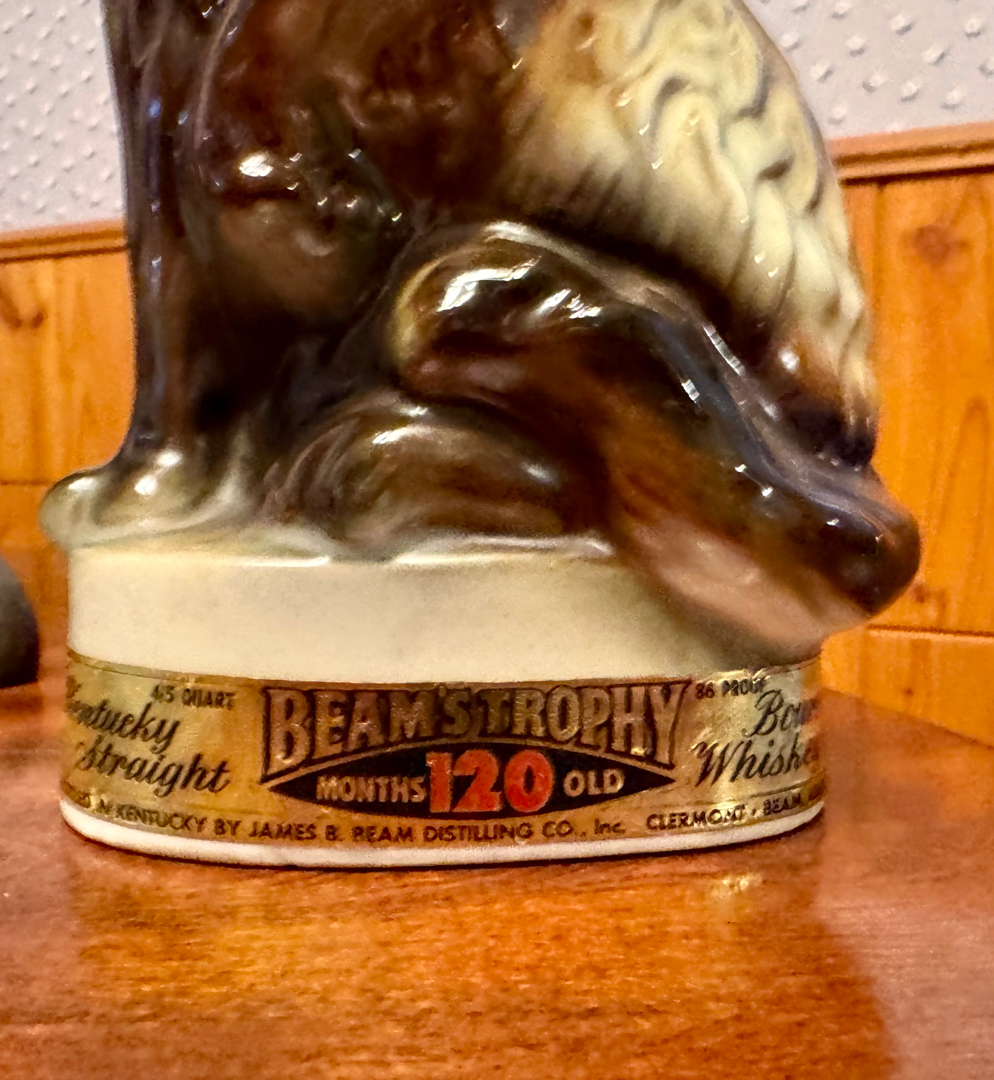 4/5 QUART
Kentucky
Straight
BEAM'S TROPHY
MONTHS 120 OLD
86 PROOF
KENTUCKY BY JAMES B. BEAM DISTILLING CO., Inc. CLERMONT • BEAM